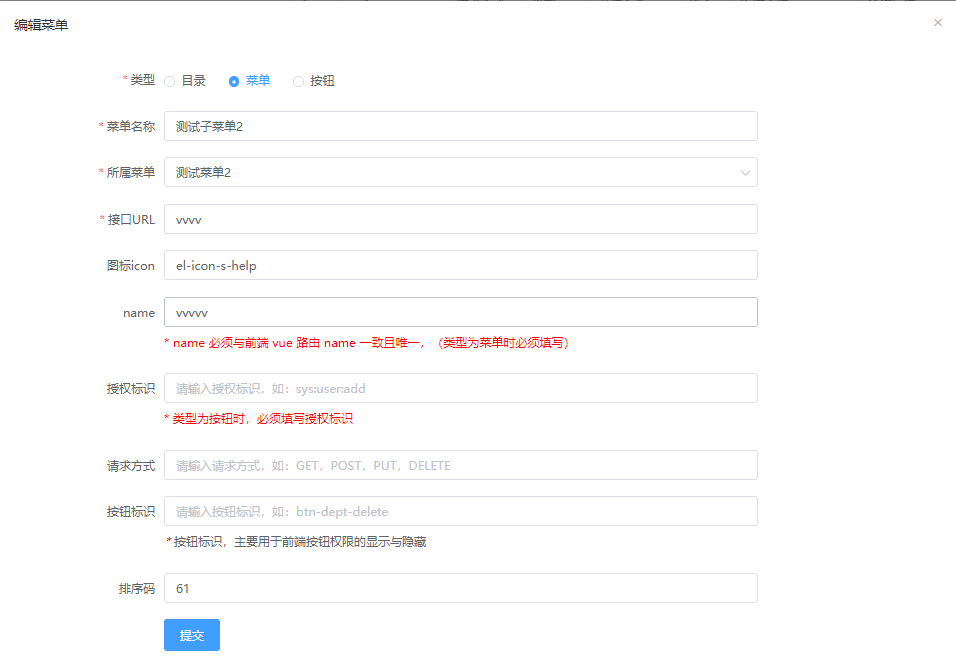 编辑菜单
* 类型 目录 菜单 按钮
* 菜单名称 测试子菜单2
* 所属菜单 测试菜单2
* 接口URL vvvv
图标icon el-icon-s-help
name vvvvv
* name 必须与前端 vue 路由 name 一致且唯一，（类型为菜单时必须填写）
授权标识 请输入授权标识，如：sys:user:add
* 类型为按钮时，必须填写授权标识
请求方式 请输入请求方式，如：GET，POST，PUT，DELETE
按钮标识 请输入按钮标识，如：btn-dept-delete
*按钮标识，主要用于前端按钮权限的显示与隐藏
排序码 61
提交